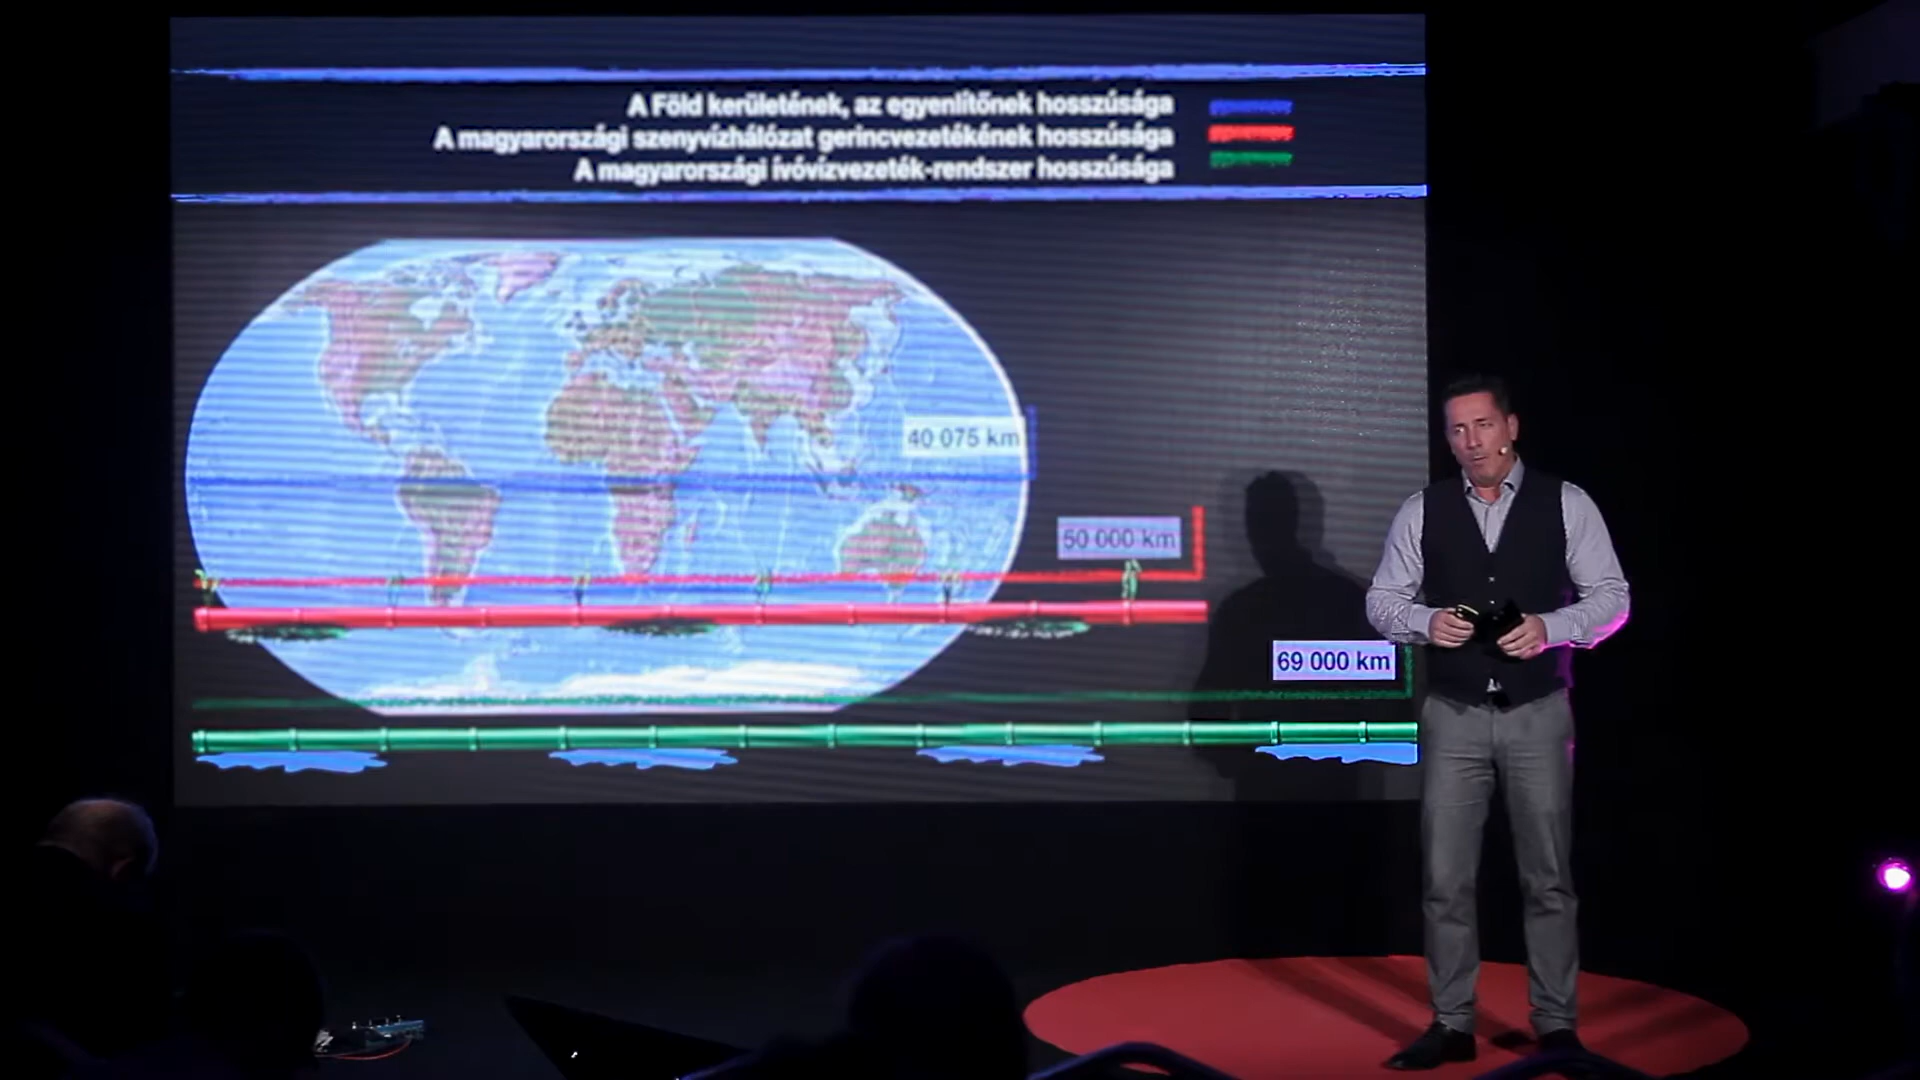 A Föld kerületének, az egyenlítőnek hosszúsága
A magyarországi szenyvízhálózat gerincvezetékének hosszúsága
A magyarországi ívóvízvezeték-rendszer hosszúsága
40 075 km
50 000 km
69 000 km